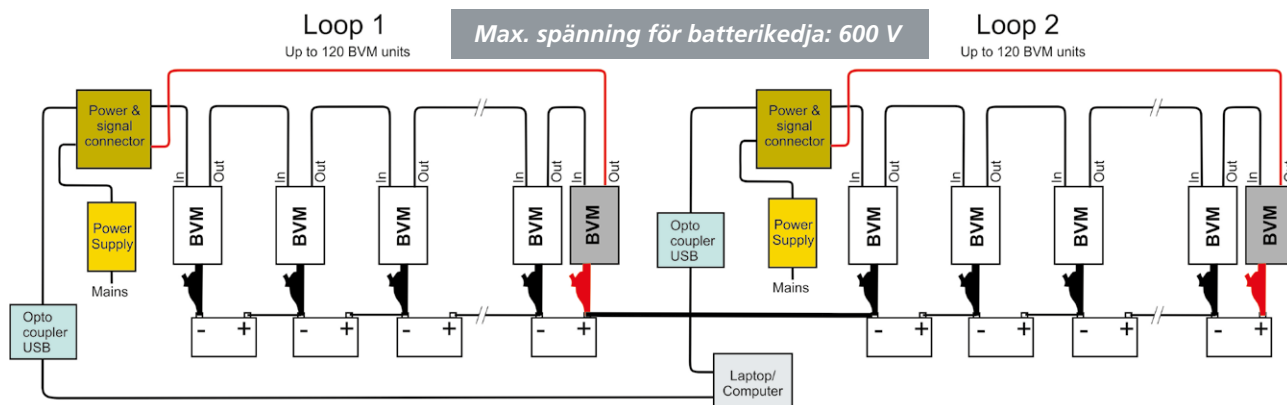 Loop 1
Up to 120 BVM units
Max. spänning för batterikedja: 600 V
Loop 2
Up to 120 BVM units
Power &
signal
connector
In
Out
In
Out
In
Out
In
Out
In
Out
BVM
BVM
BVM
BVM
BVM
Power
Supply
Mains
Opto
coupler
USB
- +
- +
- +
- +
Power &
signal
connector
In
Out
In
Out
In
Out
In
Out
In
Out
BVM
BVM
BVM
BVM
BVM
Opto
coupler
USB
Power
Supply
Mains
- +
- +
- +
- +
Laptop/
Computer